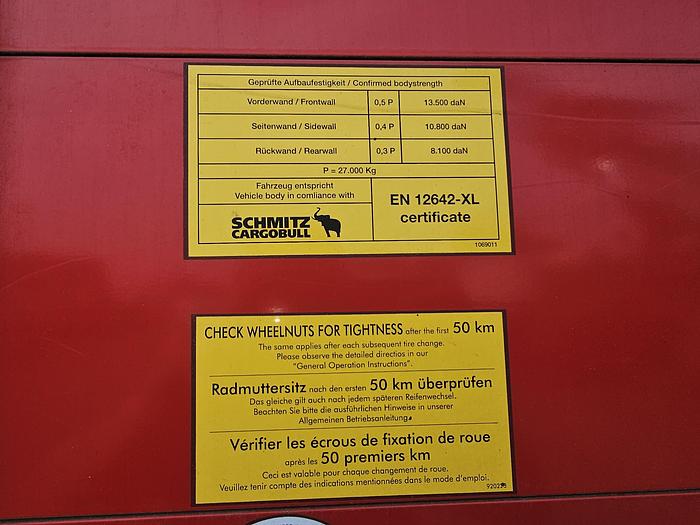 Geprüfte Aufbaufestigkeit / Confirmed bodystrength
Vorderwand / Frontwall 0,5 P 13.500 daN
Seitenwand / Sidewall 0,4 P 10.800 daN
Rückwand / Rearwall 0,3 P 8.100 daN
P = 27.000 Kg
Fahrzeug entspricht
Vehicle body in comliance with
SCHMITZ
CARGOBULL
EN 12642-XL
certificate
1069011
CHECK WHEELNUTS FOR TIGHTNESS after the first 50 km
The same applies after each subsequent tire change.
Please observe the detailed directios in our
"General Operation Instructions".
Radmuttersitz nach den ersten 50 km überprüfen
Das gleiche gilt auch nach jedem späteren Reifenwechsel.
Beachten Sie bitte die ausführlichen Hinweise in unserer
Allgemeinen Betriebsanleitung.
Vérifier les écrous de fixation de roue
après les 50 premiers km
Ceci est valable pour chaque changement de roue.
Veuillez tenir compte des indications mentionnées dans le mode d'emploi.